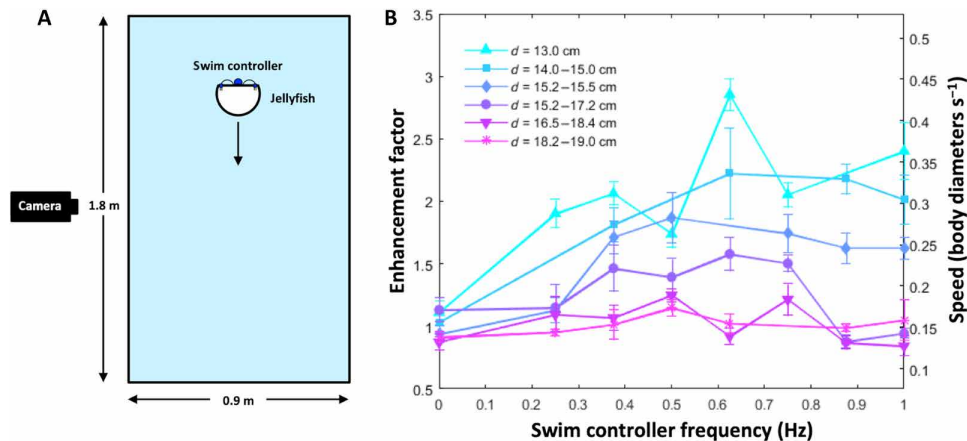 A
Swim controller
Jellyfish
Camera
1.8 m
0.9 m
B
3.5
3
2.5
2
1.5
1
0.5
Enhancement factor
d = 13.0 cm
d = 14.0–15.0 cm
d = 15.2–15.5 cm
d = 15.2–17.2 cm
d = 16.5–18.4 cm
d = 18.2–19.0 cm
0.5
0.45
0.4
0.35
0.3
0.25
0.2
0.15
0.1
Speed (body diameters s⁻¹)
0 0.1 0.2 0.3 0.4 0.5 0.6 0.7 0.8 0.9 1
Swim controller frequency (Hz)